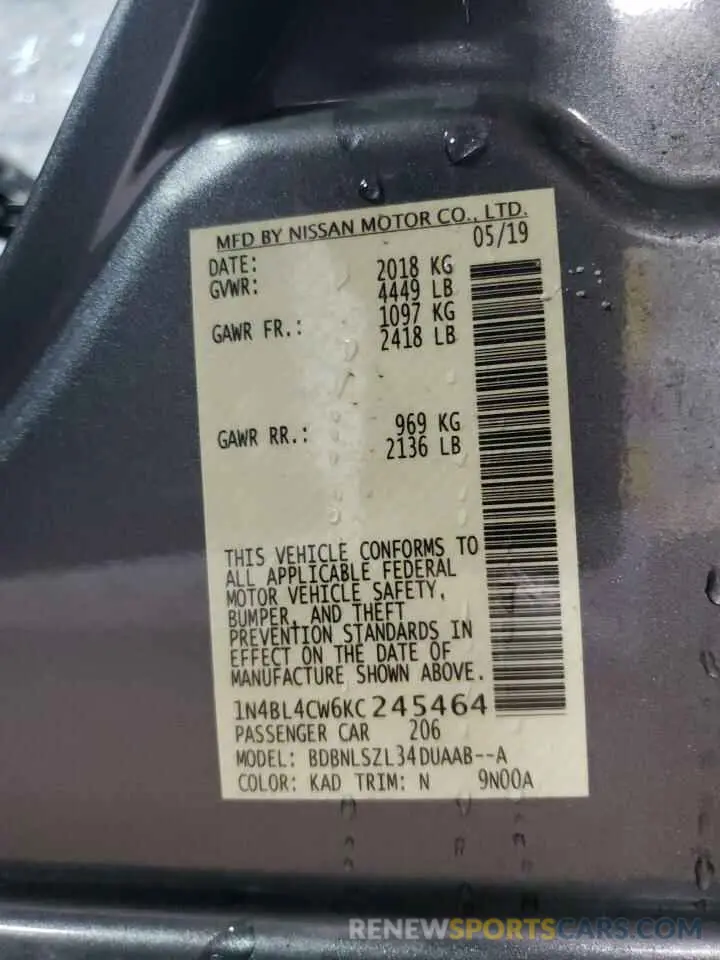 MFD BY NISSAN MOTOR CO., LTD.
DATE: 05/19
GVWR: 2018 KG
4449 LB
GAWR FR.: 1097 KG
2418 LB
GAWR RR.: 969 KG
2136 LB
THIS VEHICLE CONFORMS TO
ALL APPLICABLE FEDERAL
MOTOR VEHICLE SAFETY,
BUMPER, AND THEFT
PREVENTION STANDARDS IN
EFFECT ON THE DATE OF
MANUFACTURE SHOWN ABOVE.
1N4BL4CW6KC245464
PASSENGER CAR 206
MODEL: BDBNLSZL34DUAAB--A
COLOR: KAD TRIM: N 9N00A
RENEWSPORTSCARS.COM